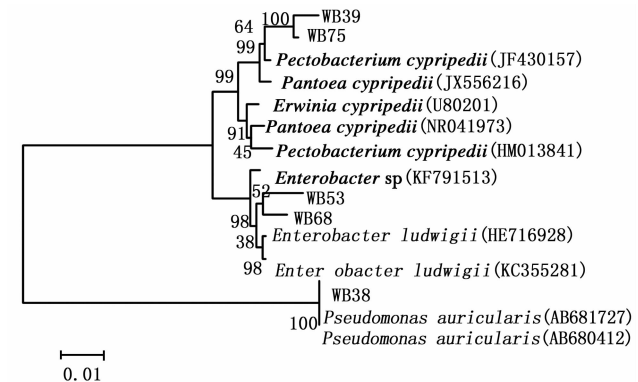 64 100 WB39
WB75
99
Pectobacterium cypripedii(JF430157)
99 Pantoea cypripedii(JX556216)
Erwinia cypripedii(U80201)
91 Pantoea cypripedii(NR041973)
45 Pectobacterium cypripedii(HM013841)
Enterobacter sp(KF791513)
52 WB53
98 WB68
38 Enterobacter ludwigii(HE716928)
98 Enter obacter ludwigii(KC355281)
WB38
100 Pseudomonas auricularis(AB681727)
Pseudomonas auricularis(AB680412)
0.01